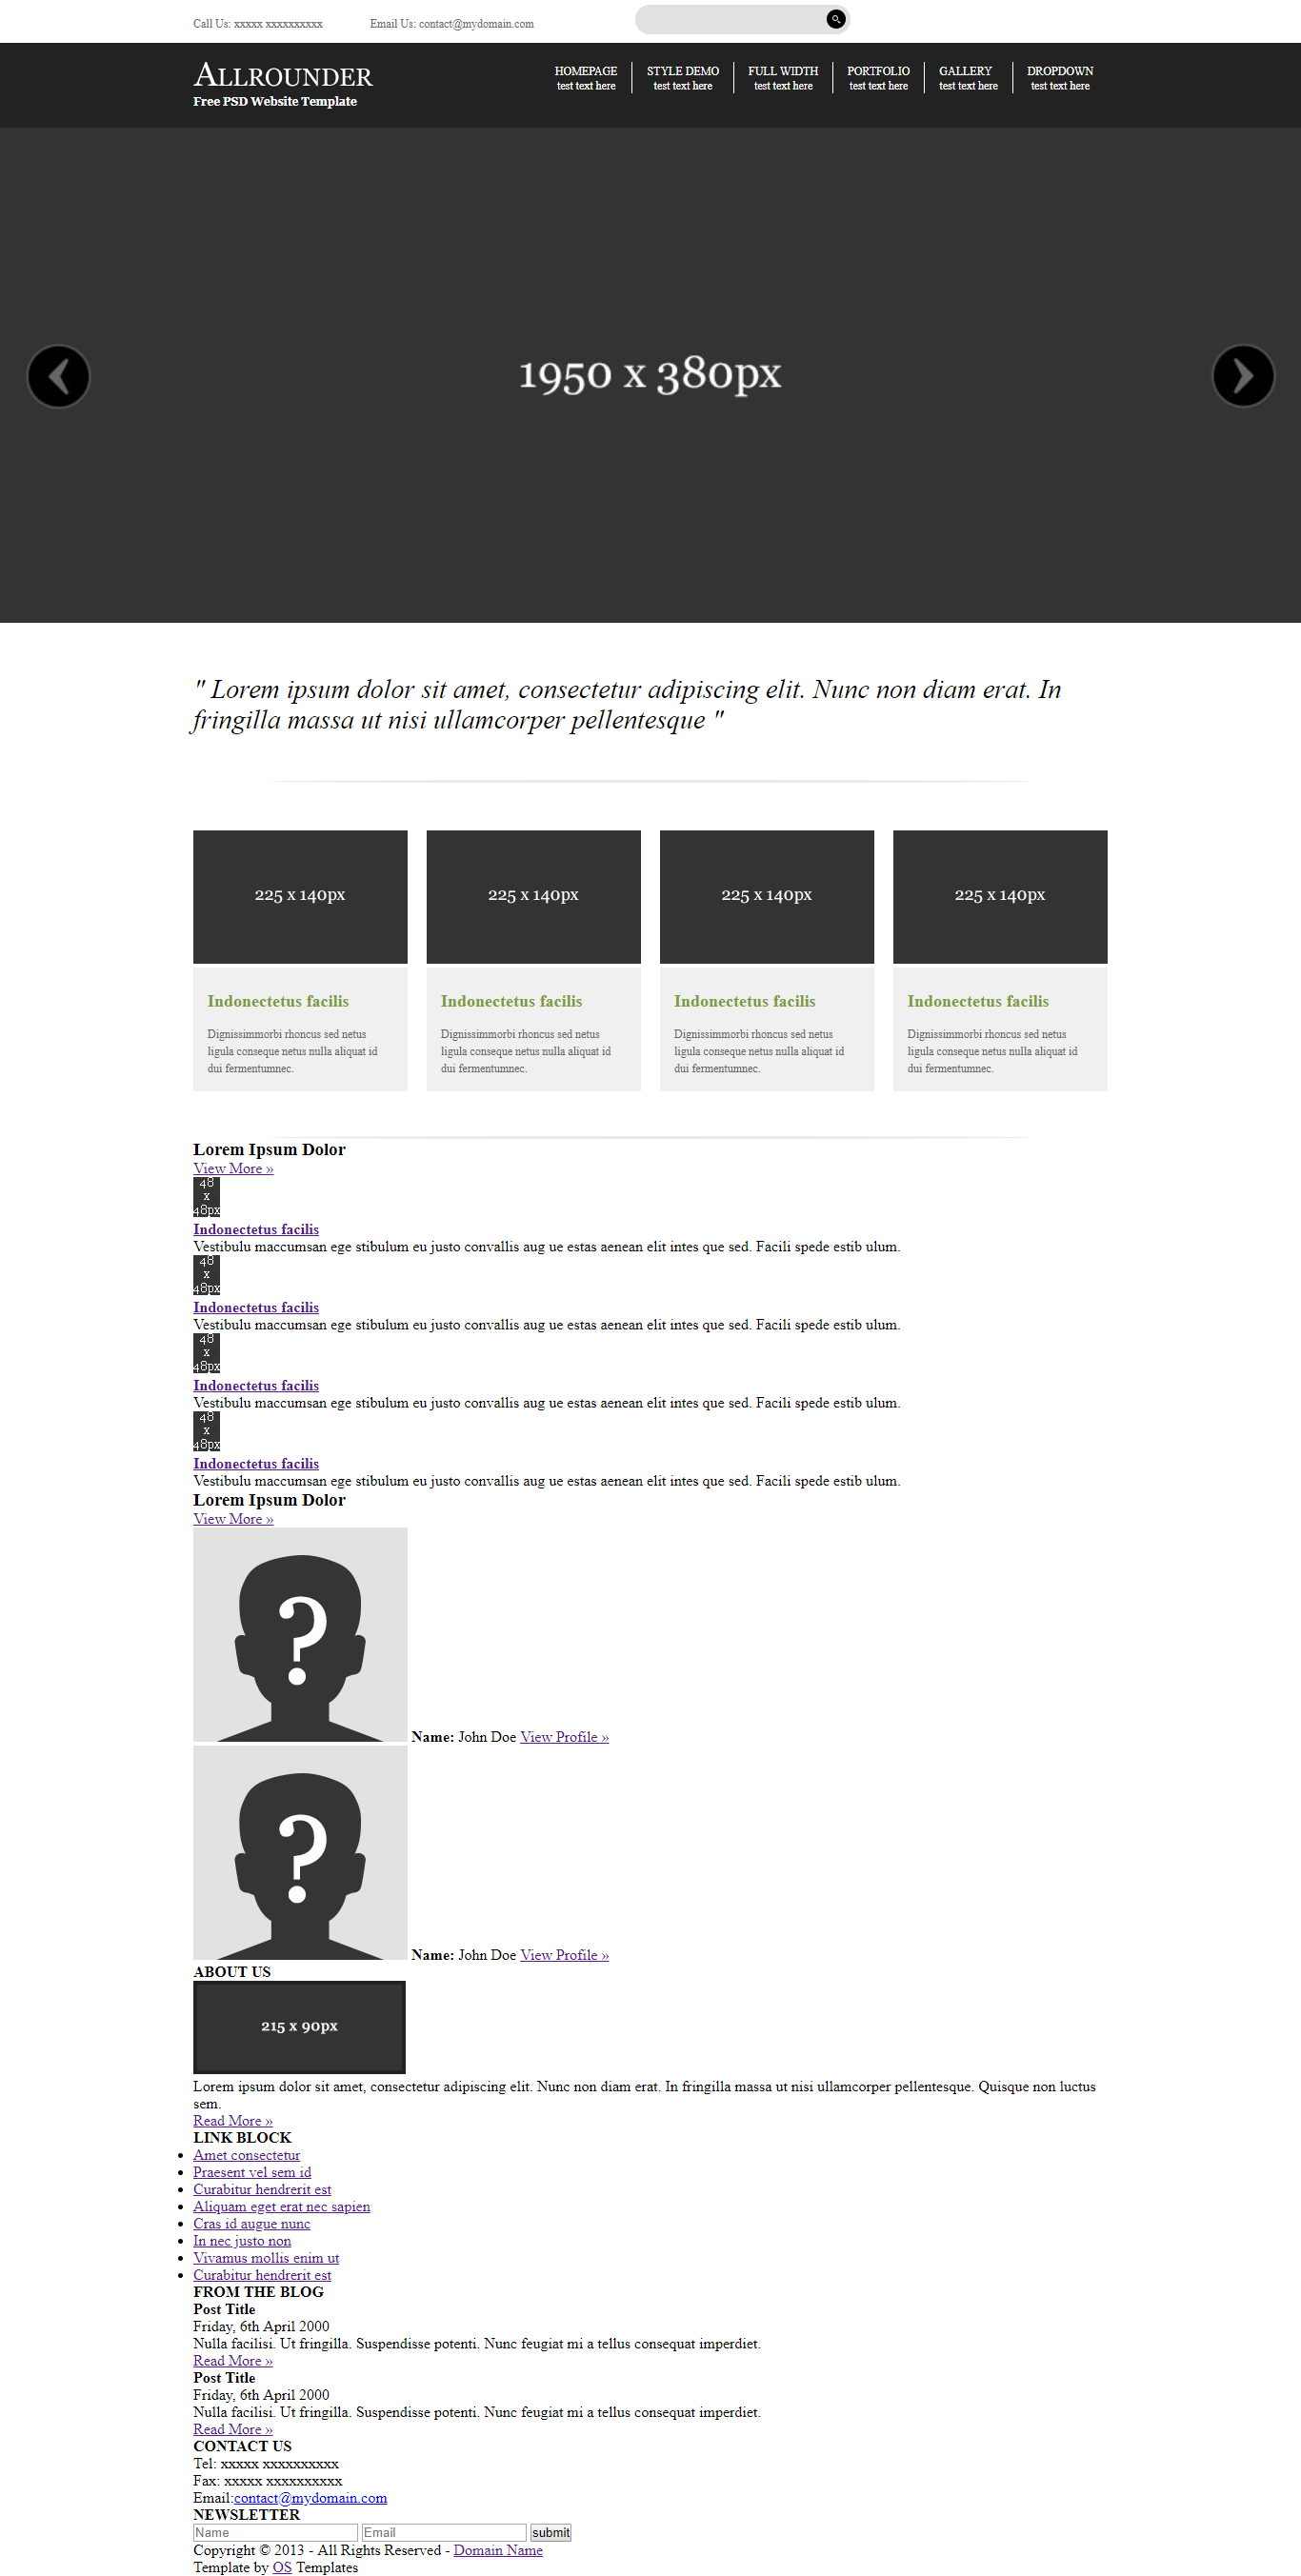 Call Us: xxxxx xxxxxxxxxx Email Us: contact@mydomain.com
ALLROUNDER
Free PSD Website Template
HOMEPAGE STYLE DEMO FULL WIDTH PORTFOLIO GALLERY DROPDOWN
test text here test text here test text here test text here test text here test text here
1950 x 380px
" Lorem ipsum dolor sit amet, consectetur adipiscing elit. Nunc non diam erat. In
fringilla massa ut nisi ullamcorper pellentesque "
225 x 140px 225 x 140px 225 x 140px 225 x 140px
Indonectetus facilis Indonectetus facilis Indonectetus facilis Indonectetus facilis
Dignissimmorbi rhoncus sed netus Dignissimmorbi rhoncus sed netus Dignissimmorbi rhoncus sed netus Dignissimmorbi rhoncus sed netus
ligula conseque netus nulla aliquat id ligula conseque netus nulla aliquat id ligula conseque netus nulla aliquat id ligula conseque netus nulla aliquat id
dui fermentumnec. dui fermentumnec. dui fermentumnec. dui fermentumnec.
Lorem Ipsum Dolor
View More »
48
x
48px
Indonectetus facilis
Vestibulu maccumsan ege stibulum eu justo convallis aug ue estas aenean elit intes que sed. Facili spede estib ulum.
48
x
48px
Indonectetus facilis
Vestibulu maccumsan ege stibulum eu justo convallis aug ue estas aenean elit intes que sed. Facili spede estib ulum.
48
x
48px
Indonectetus facilis
Vestibulu maccumsan ege stibulum eu justo convallis aug ue estas aenean elit intes que sed. Facili spede estib ulum.
48
x
48px
Indonectetus facilis
Vestibulu maccumsan ege stibulum eu justo convallis aug ue estas aenean elit intes que sed. Facili spede estib ulum.
Lorem Ipsum Dolor
View More »
?
Name: John Doe View Profile »
?
Name: John Doe View Profile »
ABOUT US
215 x 90px
Lorem ipsum dolor sit amet, consectetur adipiscing elit. Nunc non diam erat. In fringilla massa ut nisi ullamcorper pellentesque. Quisque non luctus
sem.
Read More »
LINK BLOCK
Amet consectetur
Praesent vel sem id
Curabitur hendrerit est
Aliquam eget erat nec sapien
Cras id augue nunc
In nec justo non
Vivamus mollis enim ut
Curabitur hendrerit est
FROM THE BLOG
Post Title
Friday, 6th April 2000
Nulla facilisi. Ut fringilla. Suspendisse potenti. Nunc feugiat mi a tellus consequat imperdiet.
Read More »
Post Title
Friday, 6th April 2000
Nulla facilisi. Ut fringilla. Suspendisse potenti. Nunc feugiat mi a tellus consequat imperdiet.
Read More »
CONTACT US
Tel: xxxxx xxxxxxxxxx
Fax: xxxxx xxxxxxxxxx
Email:contact@mydomain.com
NEWSLETTER
Name Email submit
Copyright © 2013 - All Rights Reserved - Domain Name
Template by OS Templates